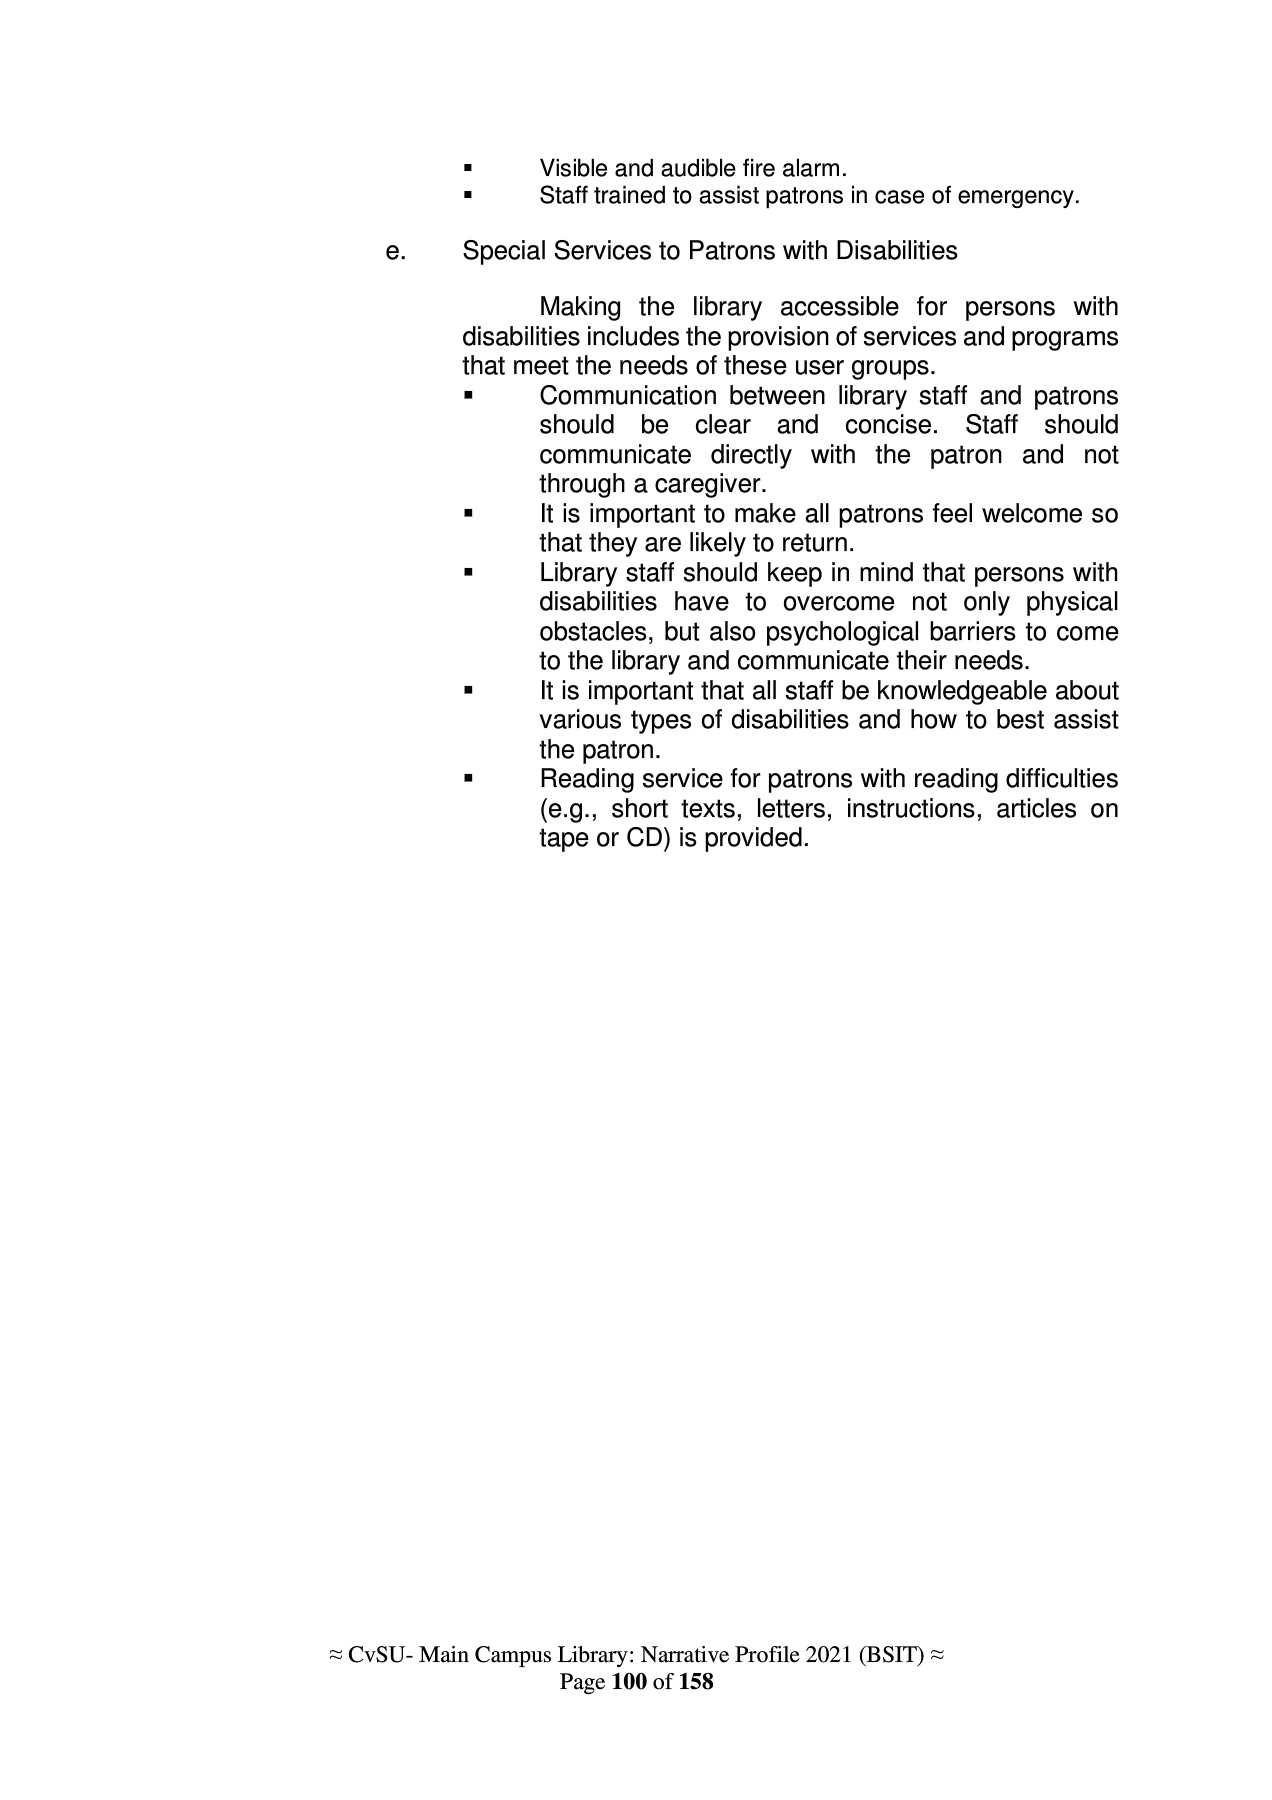 ▪ Visible and audible fire alarm.
▪ Staff trained to assist patrons in case of emergency.
e. Special Services to Patrons with Disabilities
Making the library accessible for persons with
disabilities includes the provision of services and programs
that meet the needs of these user groups.
▪ Communication between library staff and patrons
should be clear and concise. Staff should
communicate directly with the patron and not
through a caregiver.
▪ It is important to make all patrons feel welcome so
that they are likely to return.
▪ Library staff should keep in mind that persons with
disabilities have to overcome not only physical
obstacles, but also psychological barriers to come
to the library and communicate their needs.
▪ It is important that all staff be knowledgeable about
various types of disabilities and how to best assist
the patron.
▪ Reading service for patrons with reading difficulties
(e.g., short texts, letters, instructions, articles on
tape or CD) is provided.
≈ CvSU- Main Campus Library: Narrative Profile 2021 (BSIT) ≈
Page 100 of 158